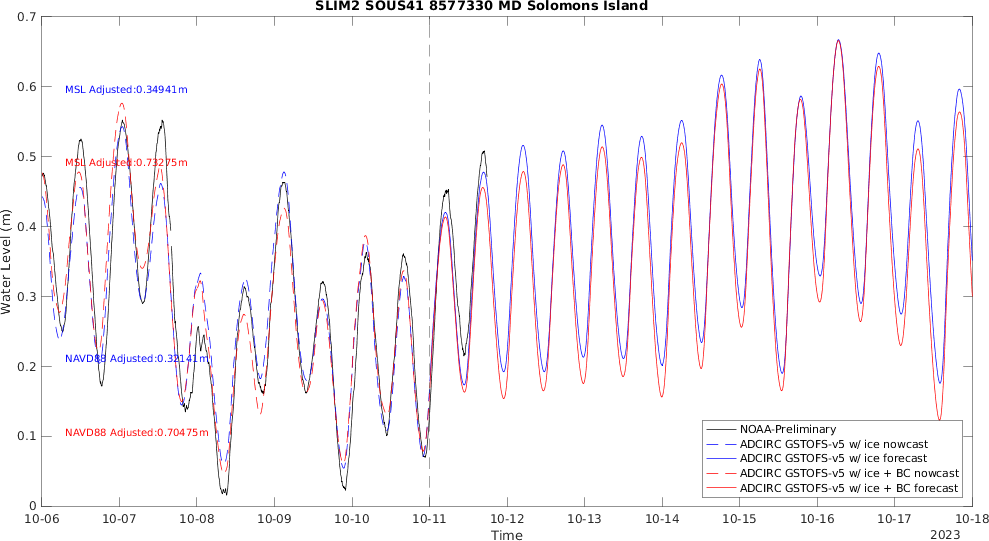 SLIM2 SOUS41 8577330 MD Solomons Island
0.7
0.6
0.5
0.4
0.3
0.2
0.1
0
Water Level (m)
MSL Adjusted:0.34941m
MSL Adjusted:0.73275m
NAVD88 Adjusted:0.32141m
NAVD88 Adjusted:0.70475m
NOAA-Preliminary
ADCIRC GSTOFS-v5 w/ ice nowcast
ADCIRC GSTOFS-v5 w/ ice forecast
ADCIRC GSTOFS-v5 w/ ice + BC nowcast
ADCIRC GSTOFS-v5 w/ ice + BC forecast
10-06 10-07 10-08 10-09 10-10 10-11 10-12 10-13 10-14 10-15 10-16 10-17 10-18
Time
2023